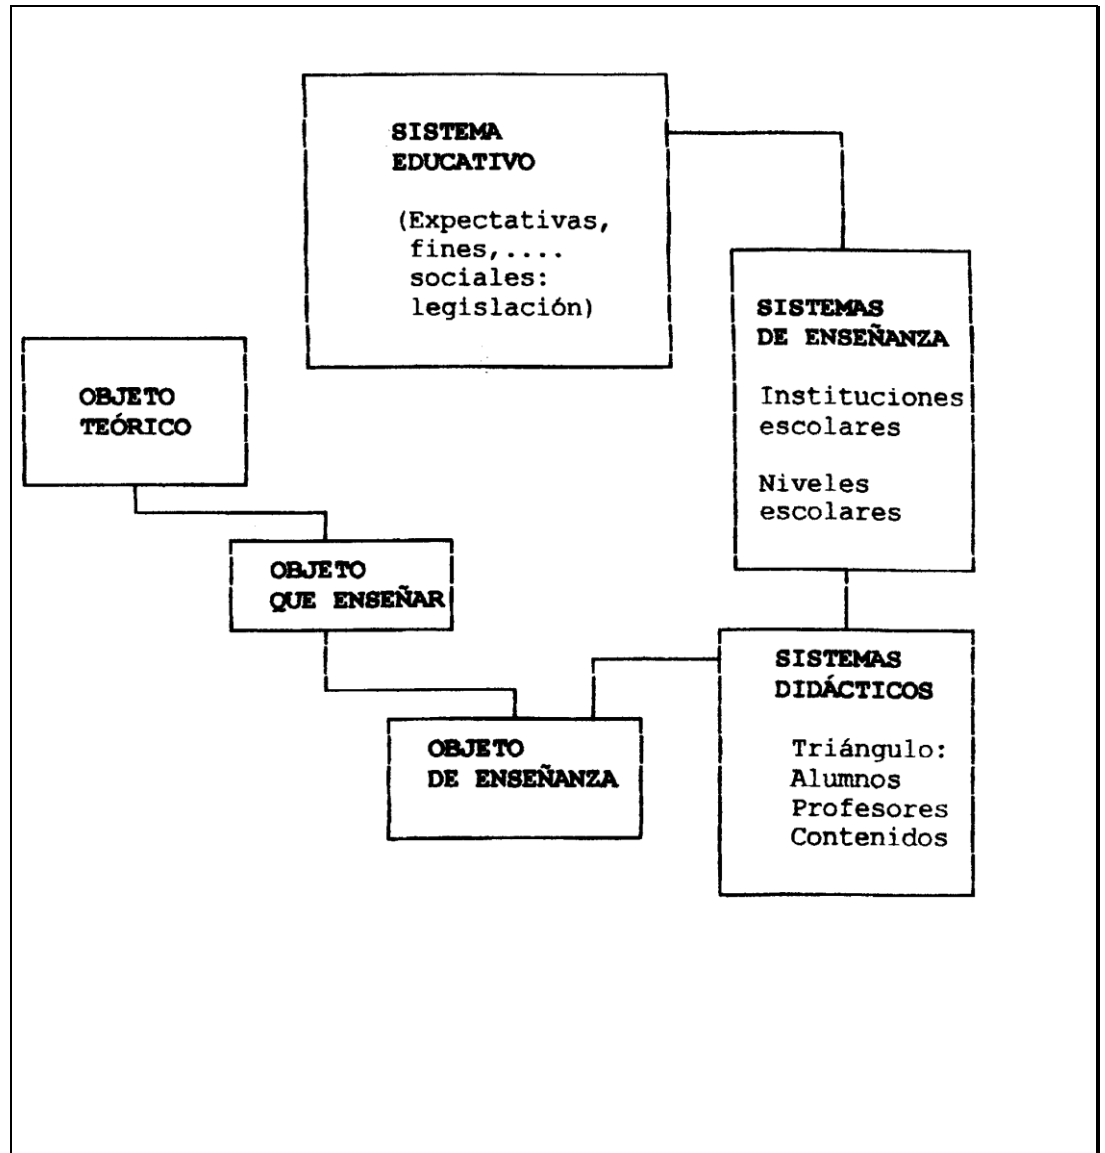 SISTEMA
EDUCATIVO
(Expectativas,
fines,....
sociales:
legislación)
SISTEMAS
DE ENSEÑANZA
Instituciones
escolares
Niveles
escolares
OBJETO
TEÓRICO
OBJETO
QUE ENSEÑAR
OBJETO
DE ENSEÑANZA
SISTEMAS
DIDÁCTICOS
Triángulo:
Alumnos
Profesores
Contenidos